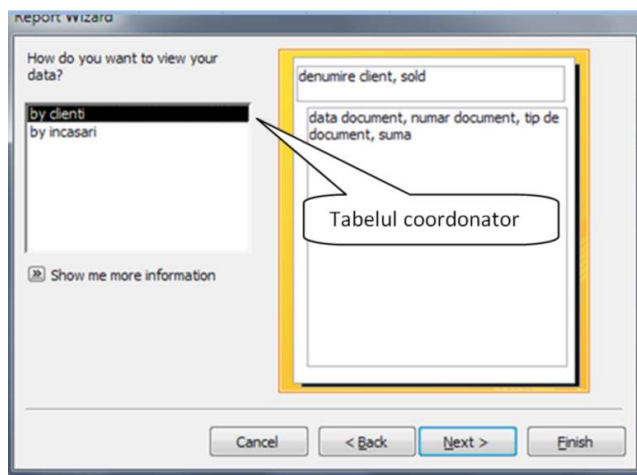 Report Wizard
How do you want to view your
data?
by clienti
by incasari
Show me more information
denumire client, sold
data document, numar document, tip de
document, suma
Tabelul coordonator
Cancel
< Back
Next >
Finish